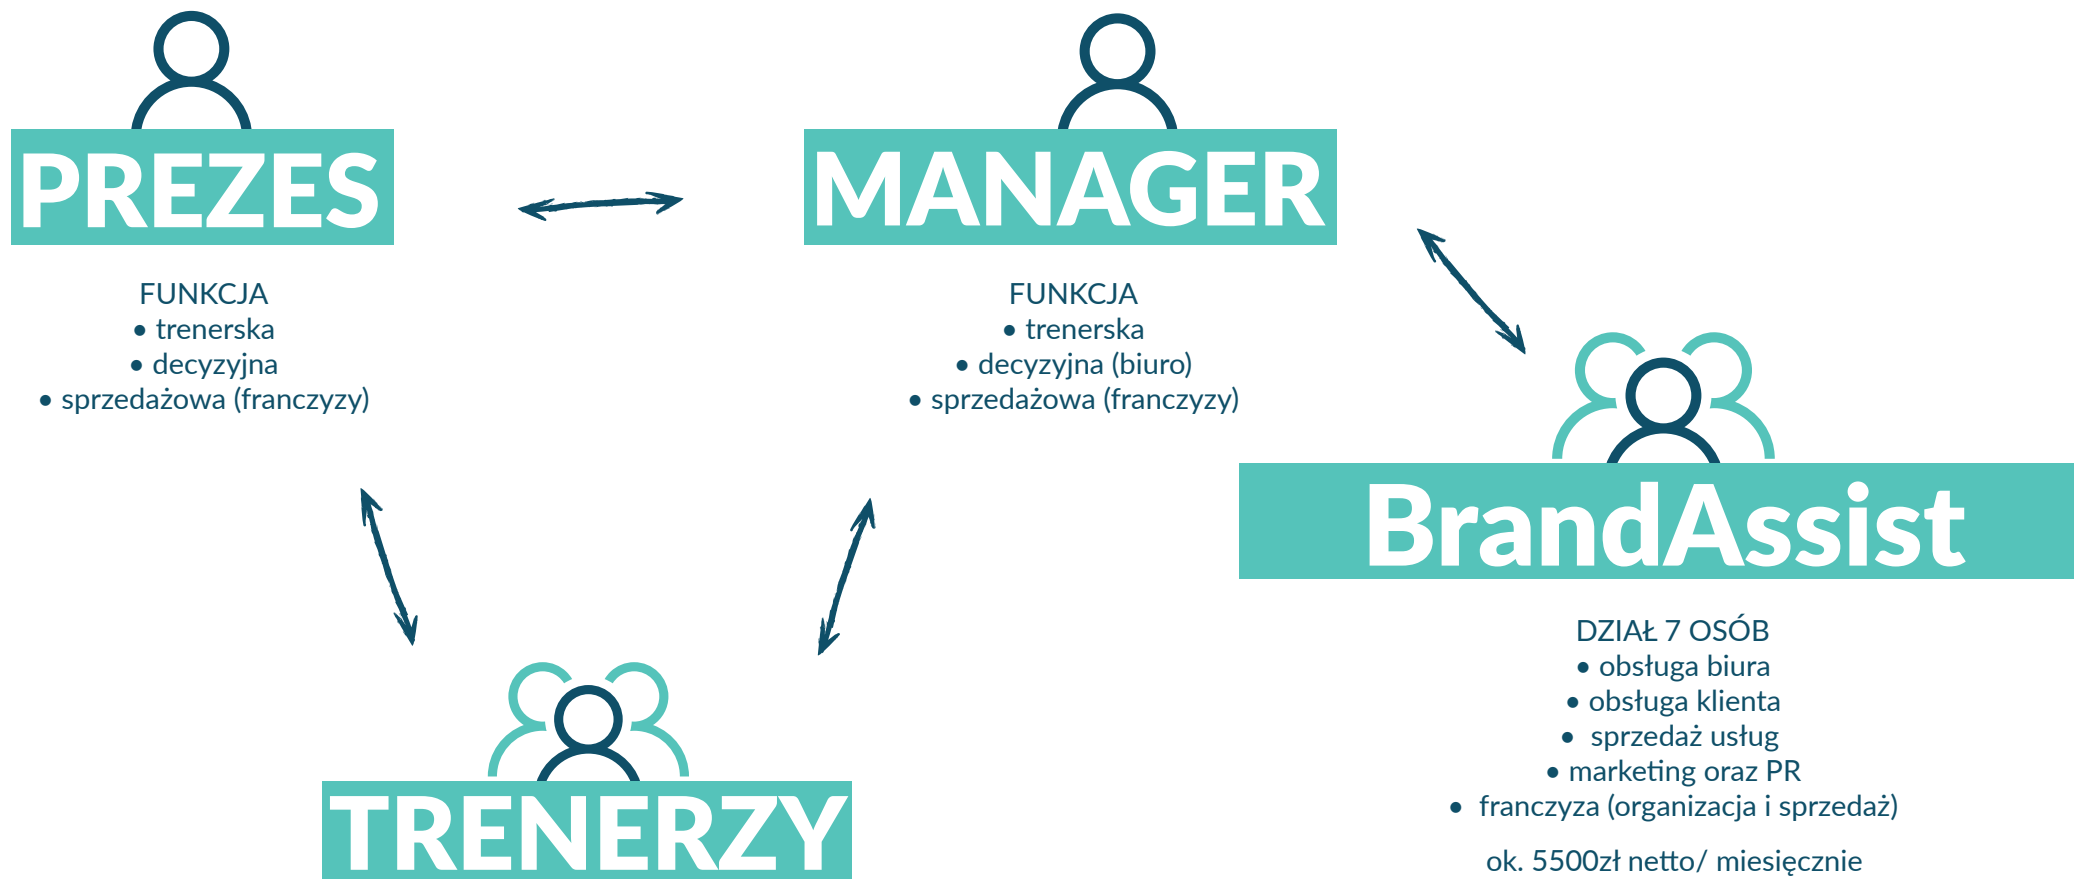 PREZES
FUNKCJA
• trenerska
• decyzyjna
• sprzedażowa (franczyzy)
MANAGER
FUNKCJA
• trenerska
• decyzyjna (biuro)
• sprzedażowa (franczyzy)
BrandAssist
DZIAŁ 7 OSÓB
• obsługa biura
• obsługa klienta
• sprzedaż usług
• marketing oraz PR
• franczyza (organizacja i sprzedaż)
ok. 5500zł netto/ miesięcznie
TRENERZY